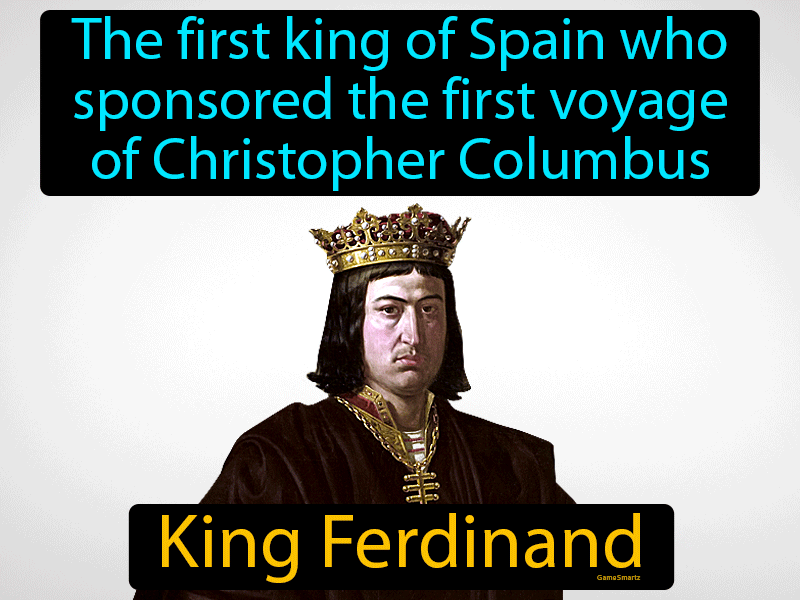 The first king of Spain who
sponsored the first voyage
of Christopher Columbus
King Ferdinand
GameSmartz